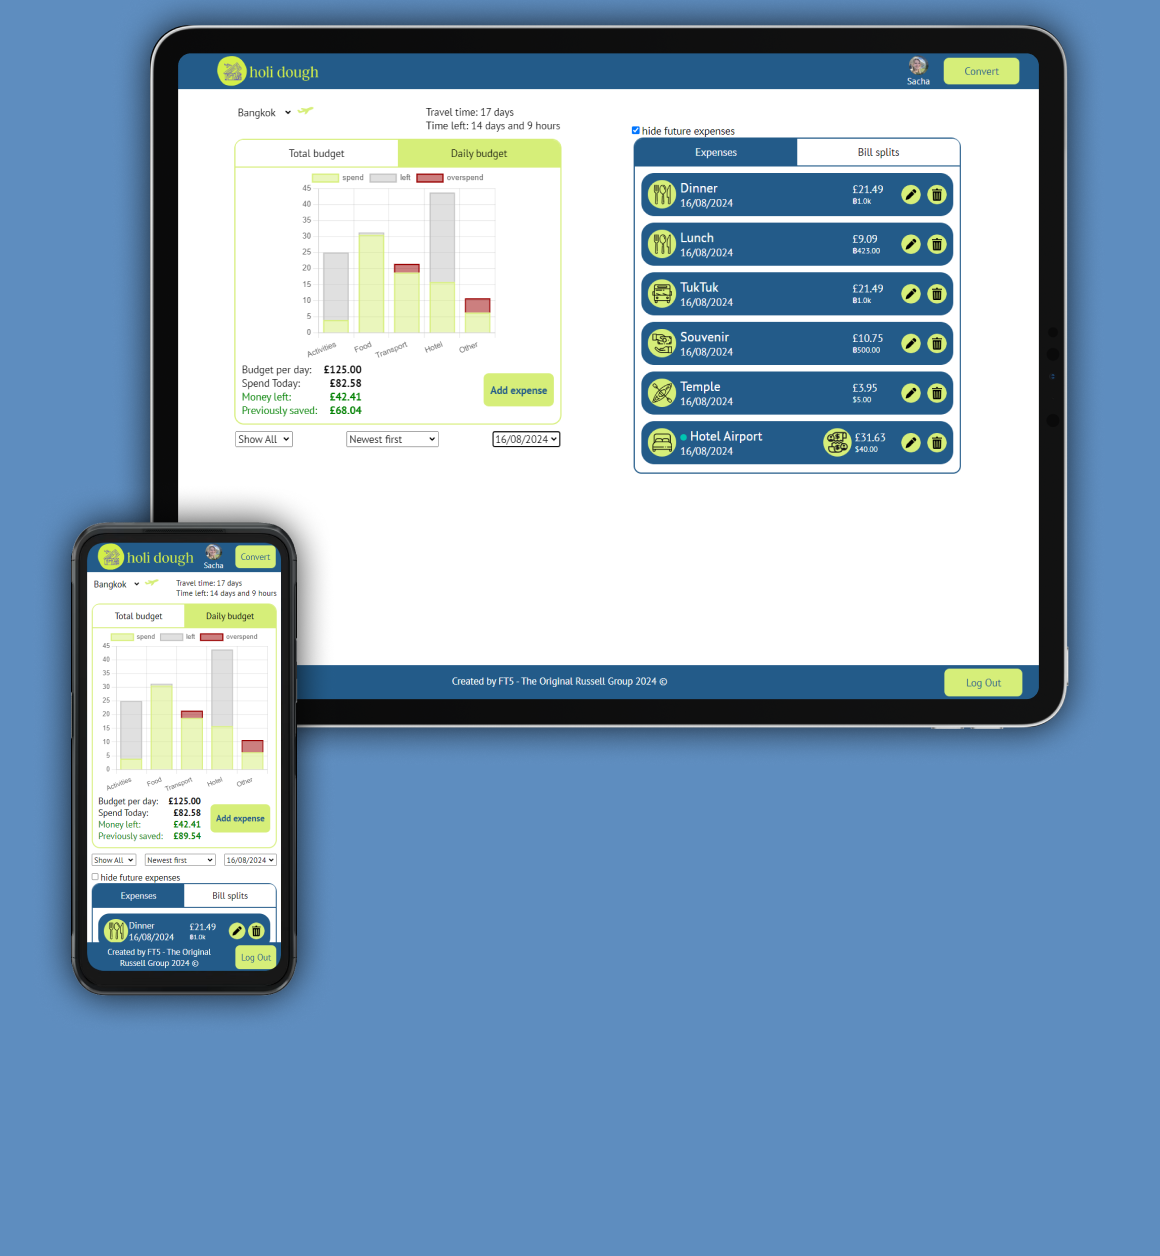 holi dough
Sacha
Convert
Bangkok
Travel time: 17 days
Time left: 14 days and 9 hours
Total budget
Daily budget
spend
left
overspend
45
40
35
30
25
20
15
10
5
0
Activities
Food
Transport
Hotel
Other
Budget per day: £125.00
Spend Today: £82.58
Money left: £42.41
Previously saved: £68.04
Add expense
Show All
Newest first
16/08/2024
hide future expenses
Expenses
Bill splits
Dinner
16/08/2024
£21.49
฿1.0k
Lunch
16/08/2024
£9.09
฿423.00
TukTuk
16/08/2024
£21.49
฿1.0k
Souvenir
16/08/2024
£10.75
฿500.00
Temple
16/08/2024
£3.95
$5.00
Hotel Airport
16/08/2024
£31.63
$40.00
Created by FT5 - The Original Russell Group 2024 ©
Log Out
holi dough
Sacha
Convert
Bangkok
Travel time: 17 days
Time left: 14 days and 9 hours
Total budget
Daily budget
spend
left
overspend
45
40
35
30
25
20
15
10
5
0
Activities
Food
Transport
Hotel
Other
Budget per day: £125.00
Spend Today: £82.58
Money left: £42.41
Previously saved: £89.54
Add expense
Show All
Newest first
16/08/2024
hide future expenses
Expenses
Bill splits
Dinner
16/08/2024
£21.49
฿1.0k
Created by FT5 - The Original
Russell Group 2024 ©
Log Out